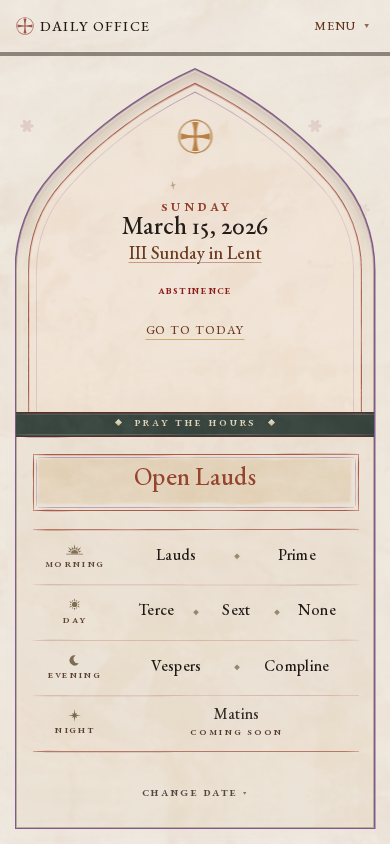 DAILY OFFICE
MENU
SUNDAY
March 15, 2026
III Sunday in Lent
ABSTINENCE
GO TO TODAY
PRAY THE HOURS
Open Lauds
MORNING
Lauds
Prime
DAY
Terce
Sext
None
EVENING
Vespers
Compline
NIGHT
Matins
COMING SOON
CHANGE DATE